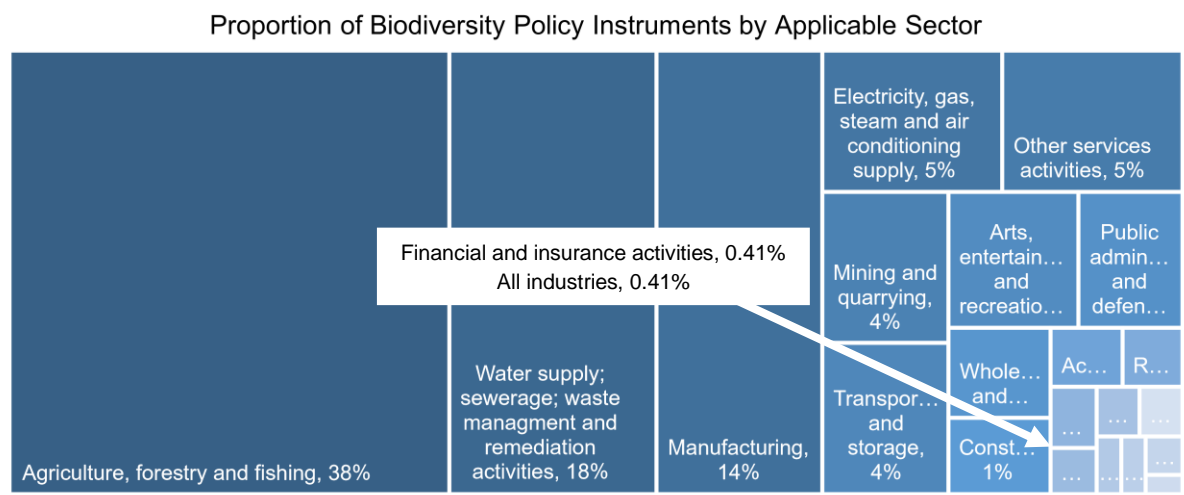 Proportion of Biodiversity Policy Instruments by Applicable Sector
Agriculture, forestry and fishing, 38%
Water supply;
sewerage; waste
managment and
remediation
activities, 18%
Manufacturing,
14%
Financial and insurance activities, 0.41%
All industries, 0.41%
Electricity, gas,
steam and air
conditioning
supply, 5%
Other services
activities, 5%
Mining and
quarrying,
4%
Arts,
entertain…
and
recreatio…
Public
admin…
and
defen…
Transpor…
and
storage,
4%
Whole…
and…
Const…
1%
Ac…
R…
…
…
…
…
…
…
…